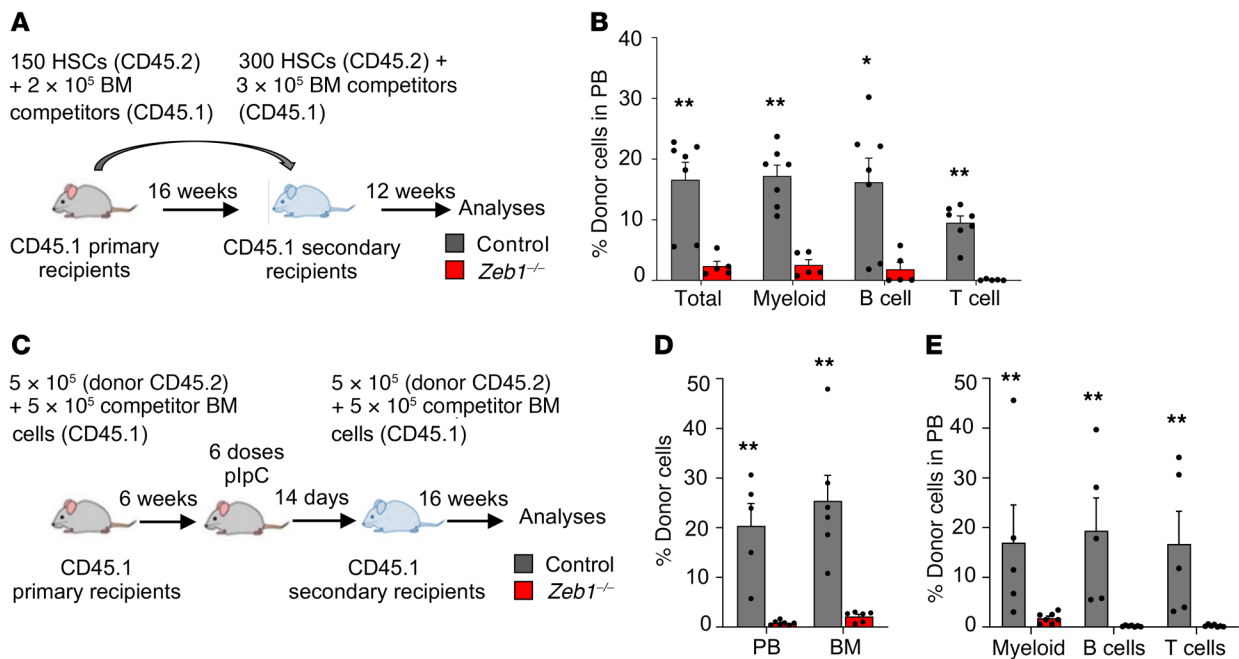 A
150 HSCs (CD45.2)
+ 2 × 10⁵ BM
competitors (CD45.1)
300 HSCs (CD45.2) +
3 × 10⁵ BM competitors
(CD45.1)
16 weeks
12 weeks
Analyses
CD45.1 primary
recipients
CD45.1 secondary
recipients
Control
Zeb1⁻/⁻
B
% Donor cells in PB
40
30
20
10
0
**
**
*
**
Total
Myeloid
B cell
T cell
C
5 × 10⁵ (donor CD45.2)
+ 5 × 10⁵ competitor BM
cells (CD45.1)
5 × 10⁵ (donor CD45.2)
+ 5 × 10⁵ competitor BM
cells (CD45.1)
6 weeks
6 doses
pIpC
14 days
16 weeks
Analyses
CD45.1
primary recipients
CD45.1
secondary recipients
Control
Zeb1⁻/⁻
D
% Donor cells
50
40
30
20
10
0
**
**
PB
BM
E
% Donor cells in PB
50
40
30
20
10
0
**
**
**
Myeloid
B cells
T cells